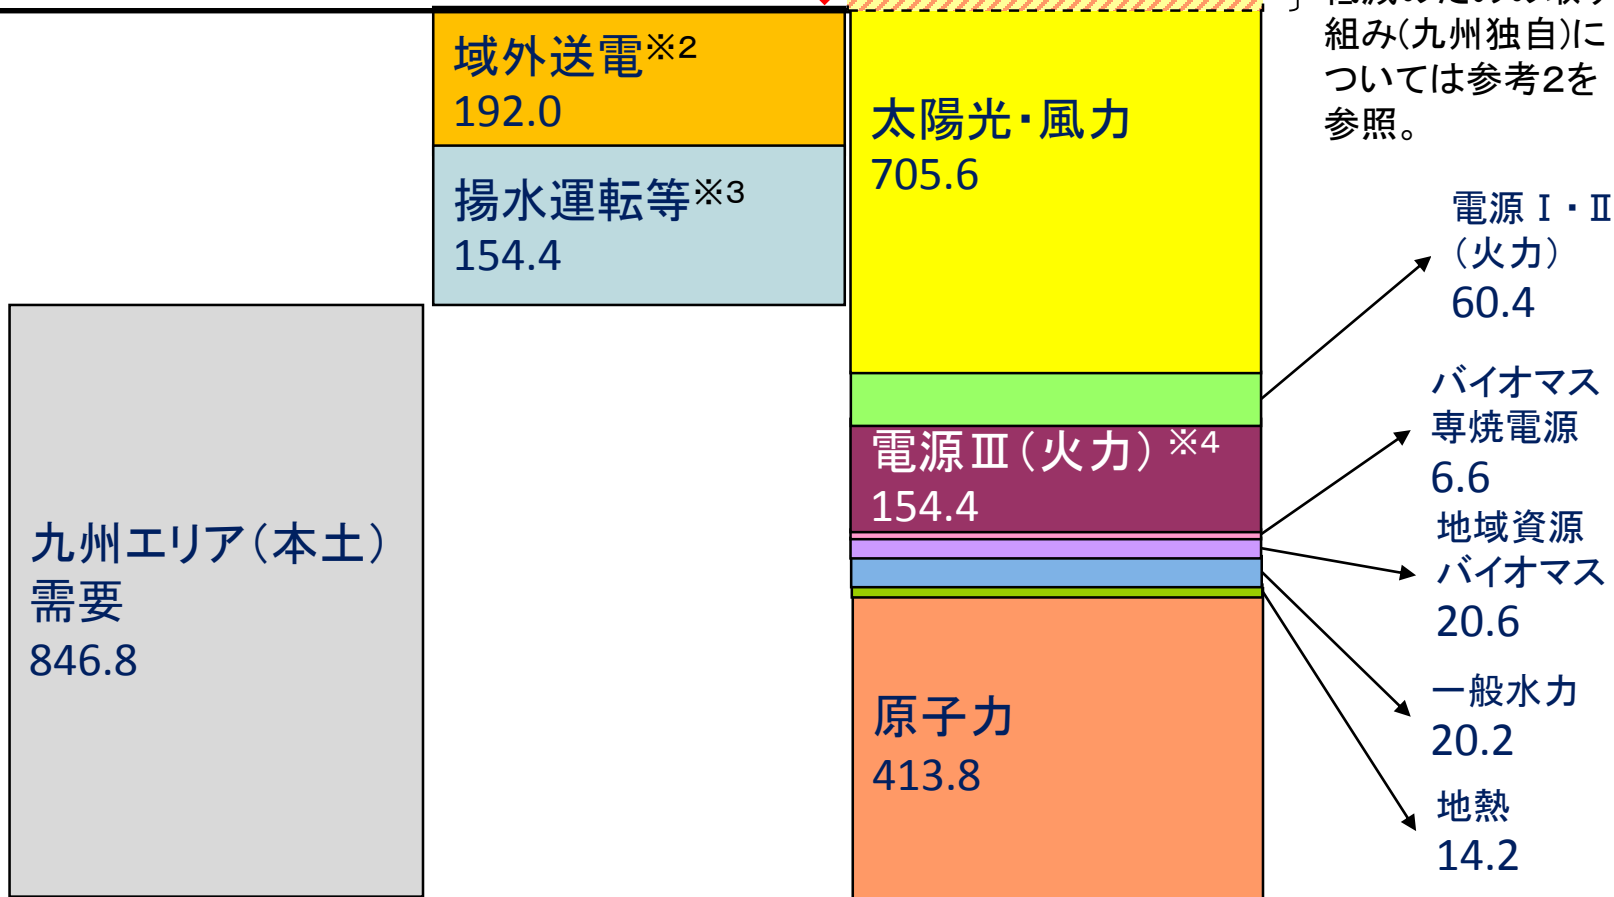 組み(九州独自)に
ついては参考2を
参照。
域外送電※2
192.0
揚水運転等※3
154.4
九州エリア(本土)
需要
846.8
太陽光・風力
705.6
電源Ⅲ(火力)※4
154.4
原子力
413.8
電源Ⅰ・Ⅱ
(火力)
60.4
バイオマス
専焼電源
6.6
地域資源
バイオマス
20.6
一般水力
20.2
地熱
14.2